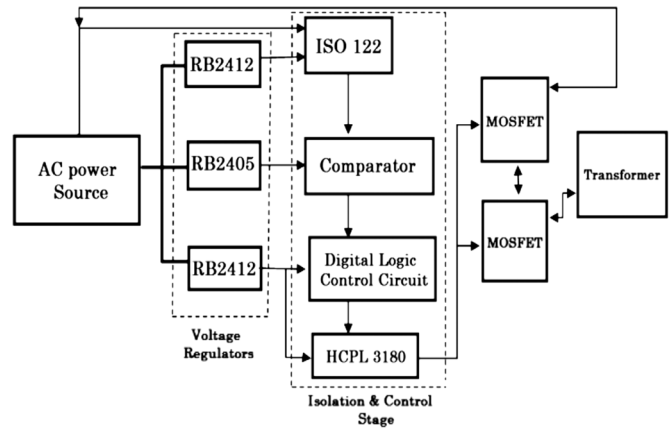 ISO 122
RB2412
MOSFET
AC power
Source
RB2405
Comparator
Transformer
MOSFET
RB2412
Digital Logic
Control Circuit
Voltage
Regulators
HCPL 3180
Isolation & Control
Stage